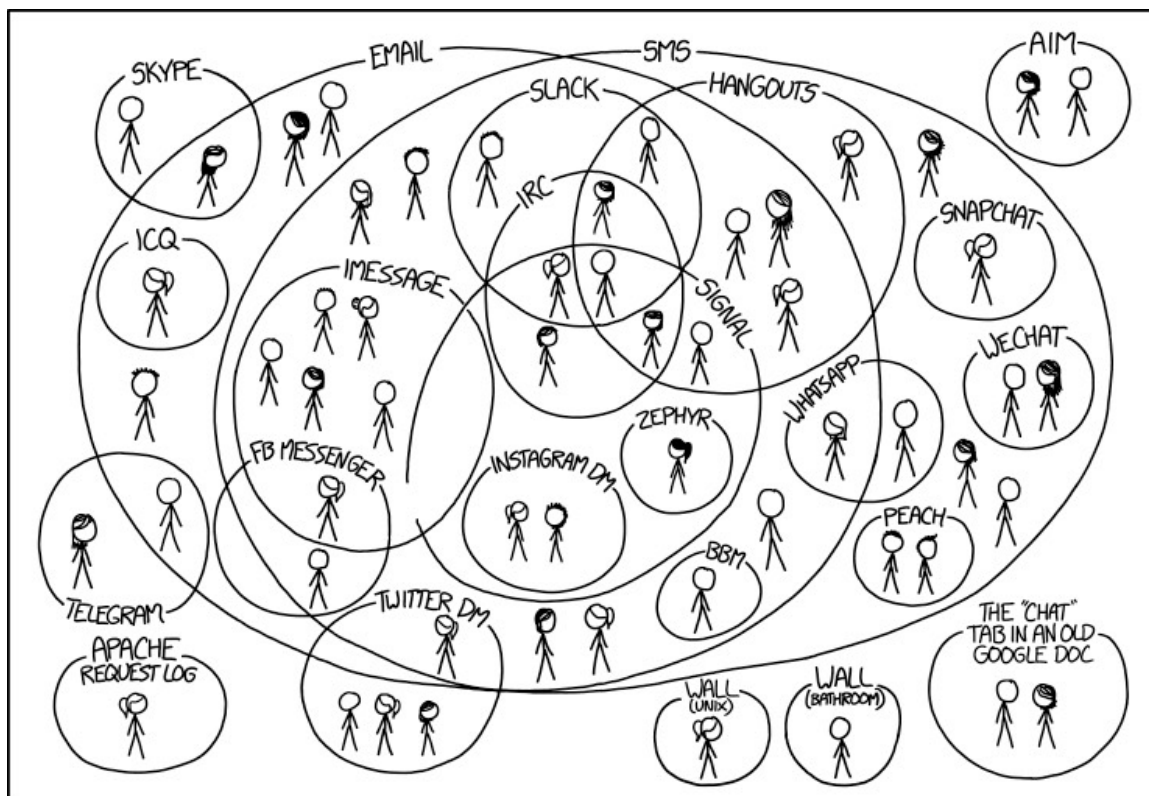 SKYPE
EMAIL
SMS
AIM
SLACK
HANGOUTS
IRC
SNAPCHAT
ICQ
IMESSAGE
SIGNAL
WECHAT
WHATSAPP
ZEPHYR
FB MESSENGER
INSTAGRAM DM
PEACH
BBM
TELEGRAM
TWITTER DM
THE "CHAT"
TAB IN AN OLD
GOOGLE DOC
APACHE
REQUEST LOG
WALL
(UNIX)
WALL
(BATHROOM)